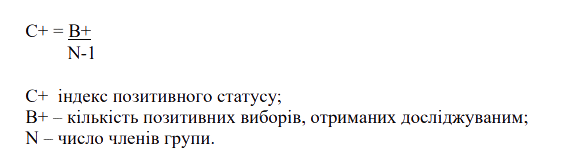 С+ = В+
N-1
С+ індекс позитивного статусу;
В+ – кількість позитивних виборів, отриманих досліджуваним;
N – число членів групи.